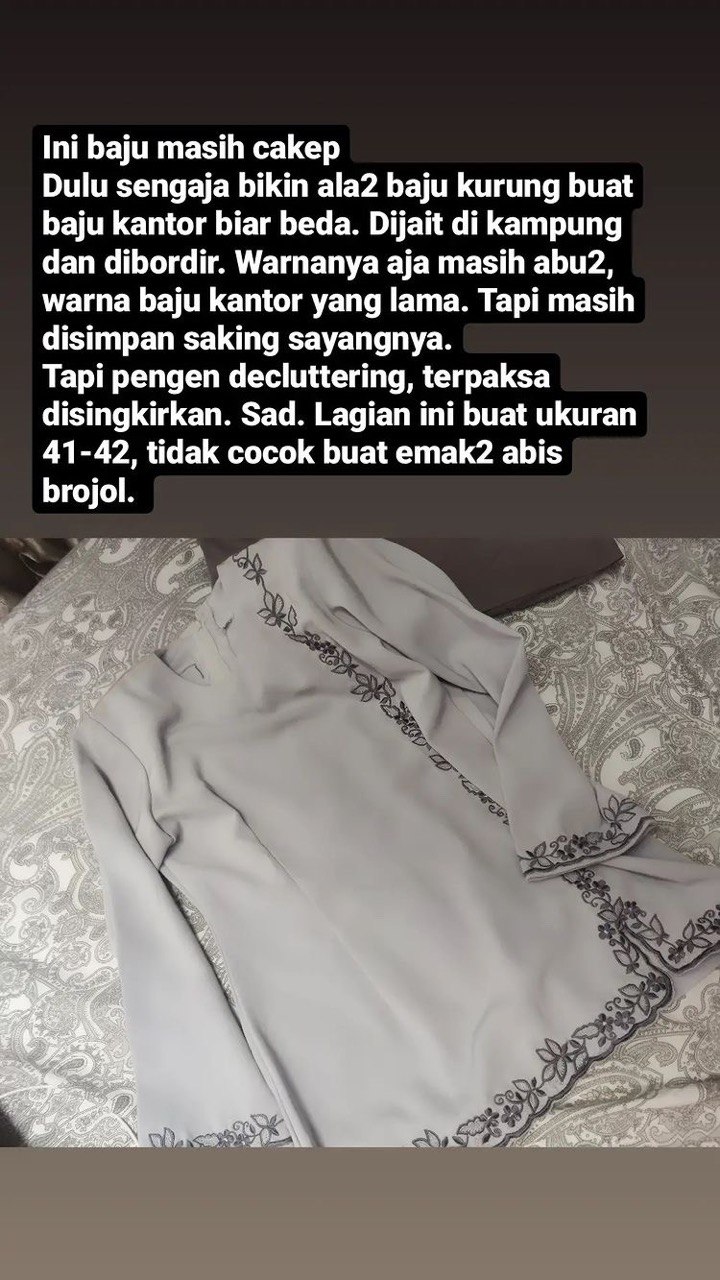 Ini baju masih cakep
Dulu sengaja bikin ala2 baju kurung buat
baju kantor biar beda. Dijait di kampung
dan dibordir. Warnanya aja masih abu2,
warna baju kantor yang lama. Tapi masih
disimpan saking sayangnya.
Tapi pengen decluttering, terpaksa
disingkirkan. Sad. Lagian ini buat ukuran
41-42, tidak cocok buat emak2 abis
brojol.